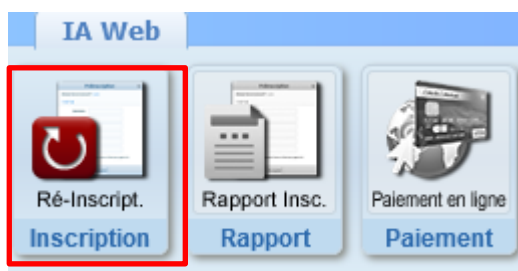 IA Web
Ré-Inscript.
Rapport Insc.
Paiement en ligne
Inscription
Rapport
Paiement